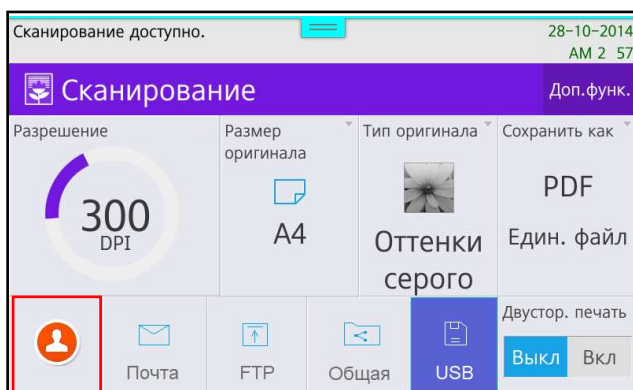 Сканирование доступно.
28-10-2014
AM 2 57
Сканирование
Доп.функ.
Разрешение
300
DPI
Размер
оригинала
A4
Тип оригинала
Оттенки
серого
Сохранить как
PDF
Един. файл
Почта
FTP
Общая
USB
Двустор. печать
Выкл Вкл